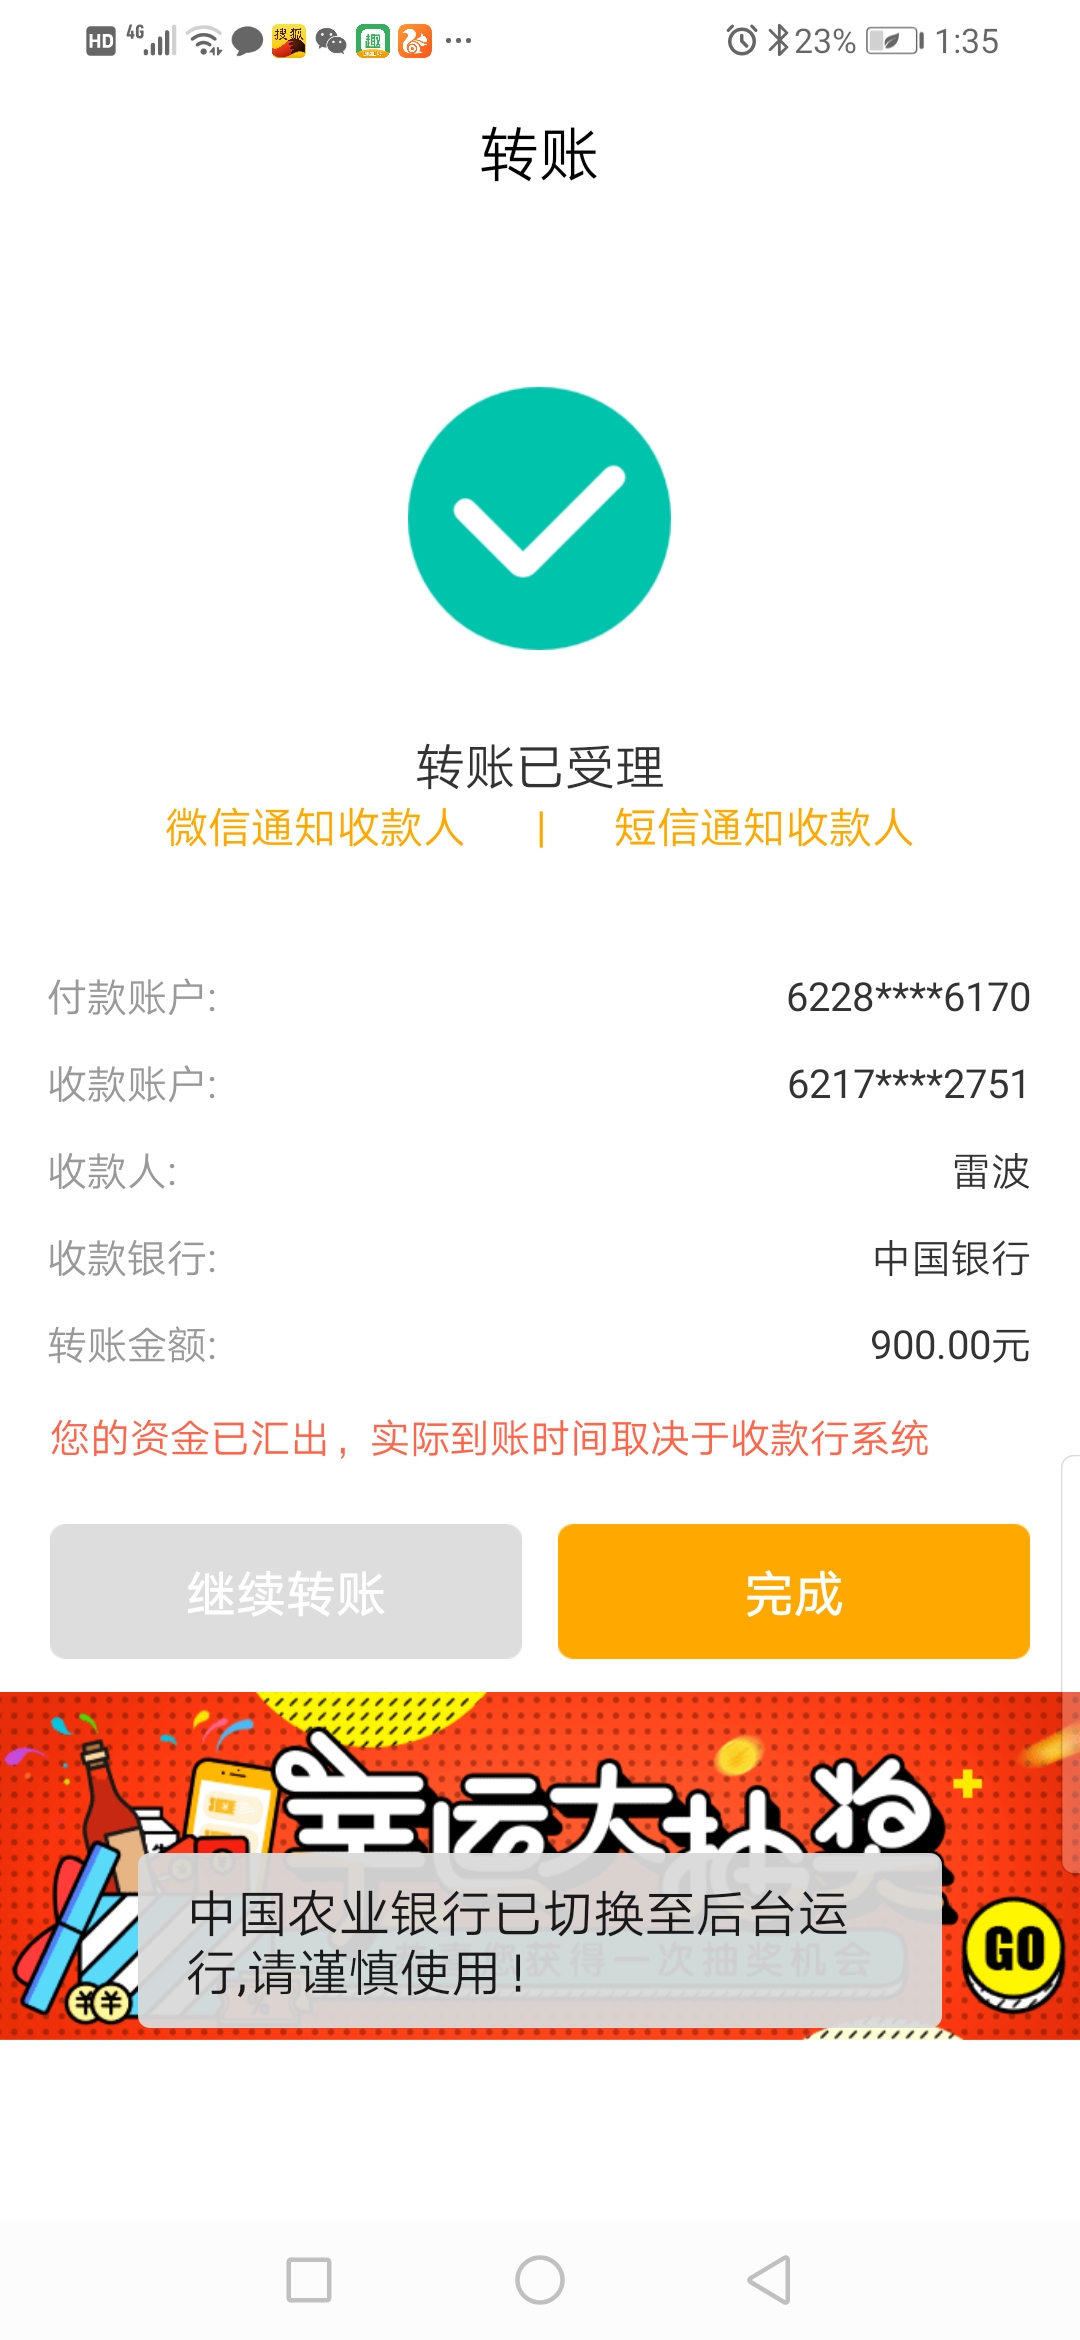 HD 4G 搜狐 趣 23% 1:35
转账
转账已受理
微信通知收款人 | 短信通知收款人
付款账户: 6228****6170
收款账户: 6217****2751
收款人: 雷波
收款银行: 中国银行
转账金额: 900.00元
您的资金已汇出，实际到账时间取决于收款行系统
继续转账 完成
幸运大抽奖
中国农业银行已切换至后台运
行,请谨慎使用！
获得一次抽奖机会
GO